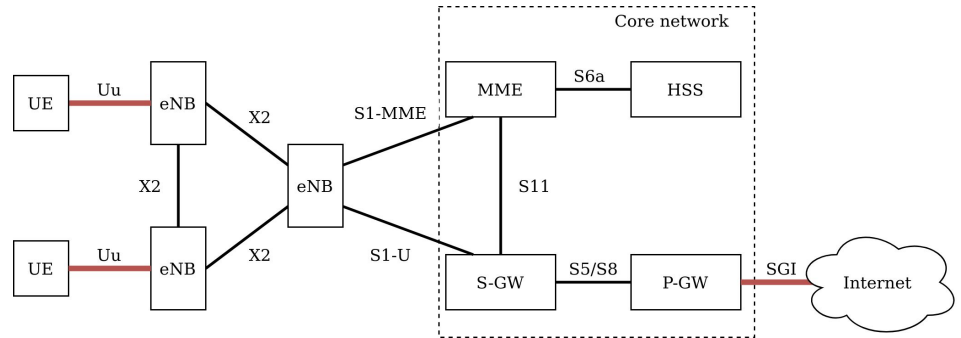 Core network
UE
Uu
eNB
X2
S1-MME
MME
S6a
HSS
X2
eNB
S11
UE
Uu
eNB
X2
S1-U
S-GW
S5/S8
P-GW
SGI
Internet